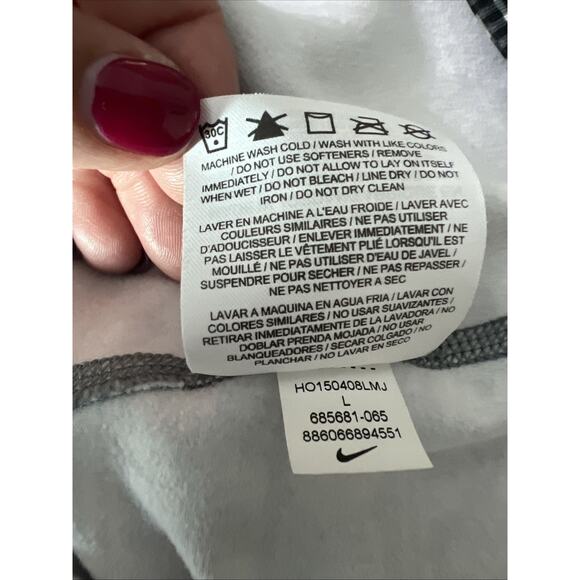 30C
MACHINE WASH COLD / WASH WITH LIKE COLORS
/ DO NOT USE SOFTENERS / REMOVE
IMMEDIATELY / DO NOT ALLOW TO LAY ON ITSELF
WHEN WET / DO NOT BLEACH / LINE DRY / DO NOT
IRON / DO NOT DRY CLEAN
LAVER EN MACHINE A L'EAU FROIDE / LAVER AVEC
COULEURS SIMILAIRES / NE PAS UTILISER
D'ADOUCISSEUR / ENLEVER IMMEDIATEMENT / NE
PAS LAISSER LE VÊTEMENT PLIÉ LORSQU'IL EST
MOUILLÉ / NE PAS UTILISER D'EAU DE JAVEL /
SUSPENDRE POUR SECHER / NE PAS REPASSER /
NE PAS NETTOYER A SEC
LAVAR A MAQUINA EN AGUA FRIA / LAVAR CON
COLORES SIMILARES / NO USAR SUAVIZANTES /
RETIRAR INMEDIATAMENTE DE LA LAVADORA / NO
DOBLAR PRENDA MOJADA / NO USAR
BLANQUEADORES / SECAR COLGADO / NO
PLANCHAR / NO LAVAR EN SECO
HO150408LMJ
L
685681-065
886066894551